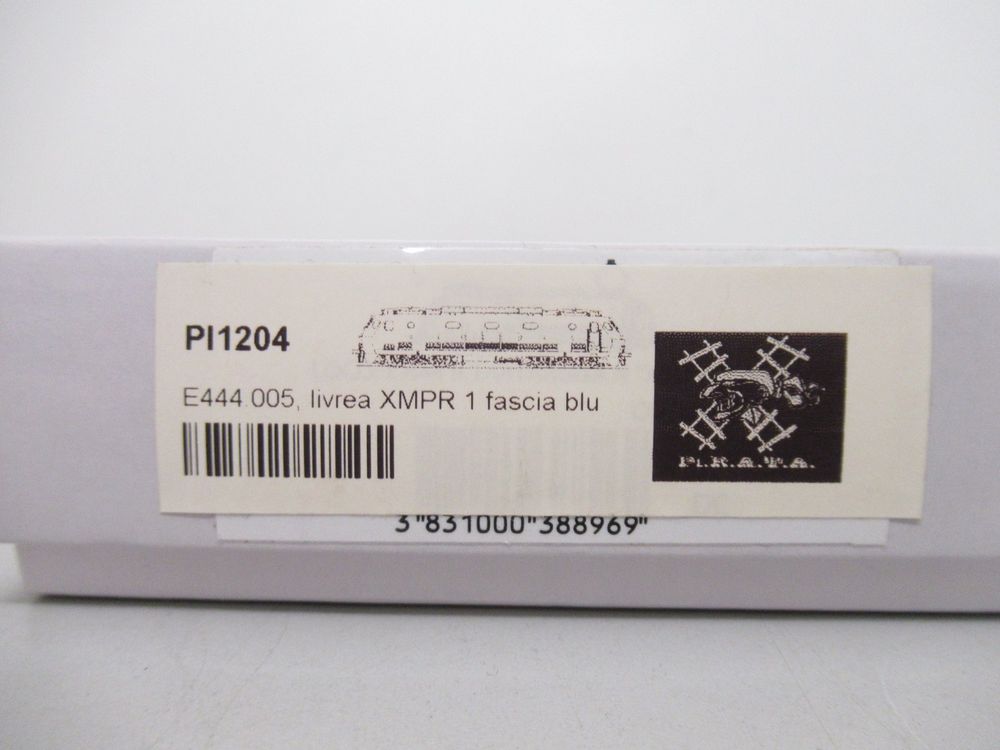 PI1204
E444.005, livrea XMPR 1 fascia blu
Pi.R.A.T.A.
3"831000"388969"